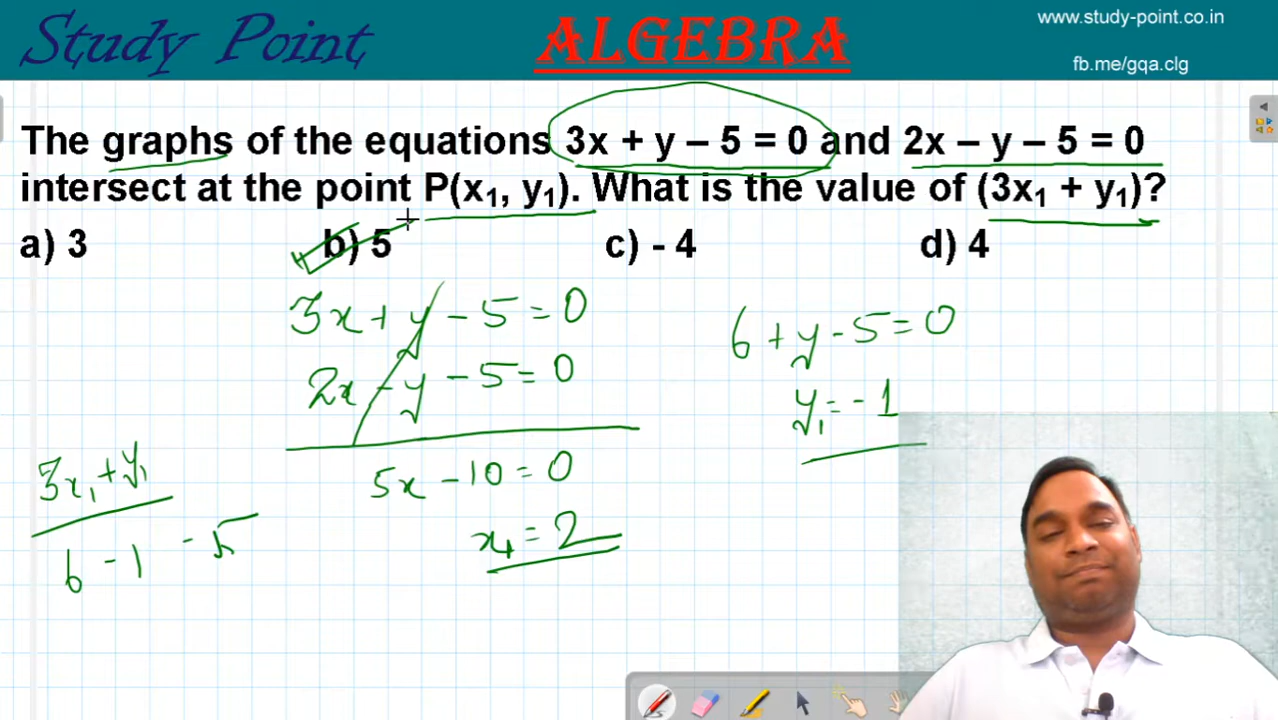 Study Point
ALGEBRA
www.study-point.co.in
fb.me/gqa.clg
The graphs of the equations 3x + y – 5 = 0 and 2x – y – 5 = 0
intersect at the point P(x₁, y₁). What is the value of (3x₁ + y₁)?
a) 3 b) 5 c) - 4 d) 4
3x + y - 5 = 0
2x - y - 5 = 0
5x - 10 = 0
x₁ = 2
6 + y - 5 = 0
y₁ = - 1
3x₁ + y₁
6 - 1 - 5